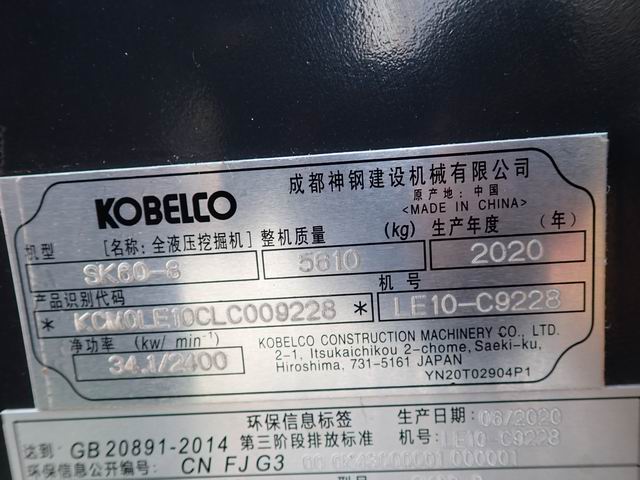 KOBELCO
成都神钢建设机械有限公司
原产地: 中国
<MADE IN CHINA>
机型 [名称: 全液压挖掘机] 整机质量 (kg) 生产年度 (年)
SK60-8 5610 2020
产品识别代码 机号
* KCM0LE10CLC009228 * LE10-C9228
净功率 (kw/ min⁻¹)
34.1/2400
KOBELCO CONSTRUCTION MACHINERY CO., LTD.
2-1, Itsukaichikou 2-chome, Saeki-ku,
Hiroshima, 731-5161 JAPAN
YN20T02904P1
环保信息标签 生产日期: 06/2020
达到: GB 20891-2014 第三阶段排放标准 机号: LE10-C9228
环保信息公开编号: CN FJ G3